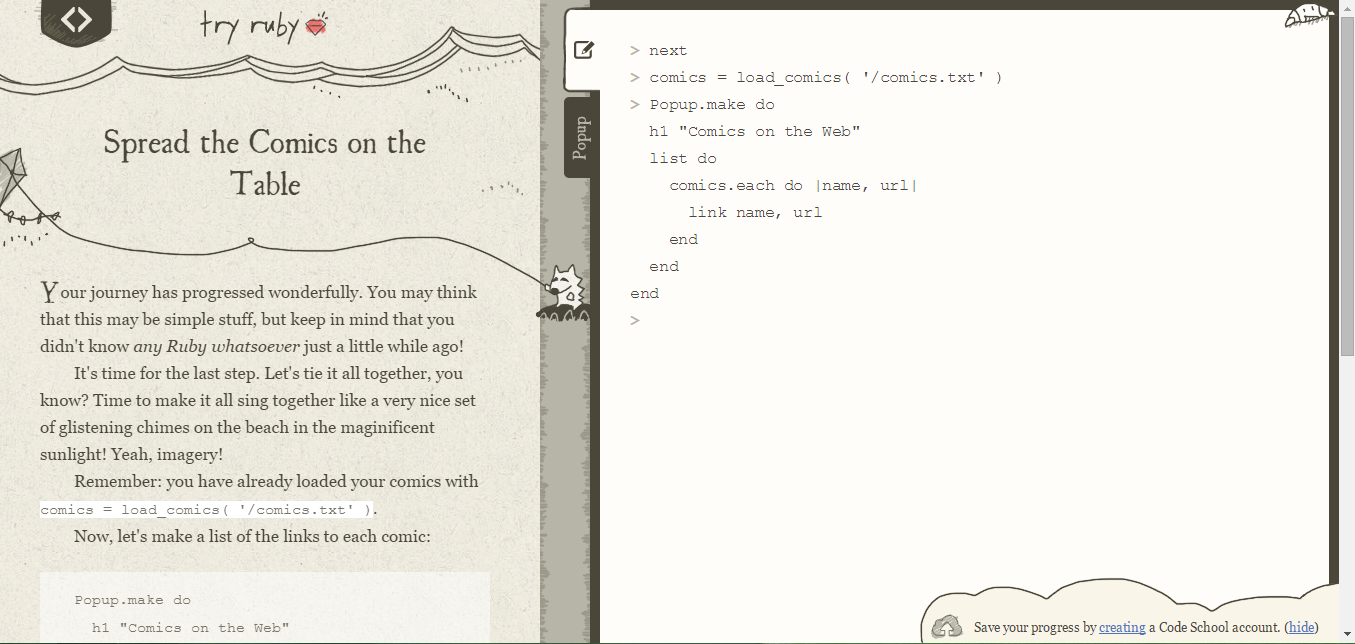 try ruby
Spread the Comics on the
Table
Your journey has progressed wonderfully. You may think
that this may be simple stuff, but keep in mind that you
didn't know any Ruby whatsoever just a little while ago!
It's time for the last step. Let's tie it all together, you
know? Time to make it all sing together like a very nice set
of glistening chimes on the beach in the maginificent
sunlight! Yeah, imagery!
Remember: you have already loaded your comics with
comics = load_comics( '/comics.txt' ).
Now, let's make a list of the links to each comic:
Popup.make do
h1 "Comics on the Web"
Popup
> next
> comics = load_comics( '/comics.txt' )
> Popup.make do
h1 "Comics on the Web"
list do
comics.each do |name, url|
link name, url
end
end
end
>
Save your progress by creating a Code School account. (hide)